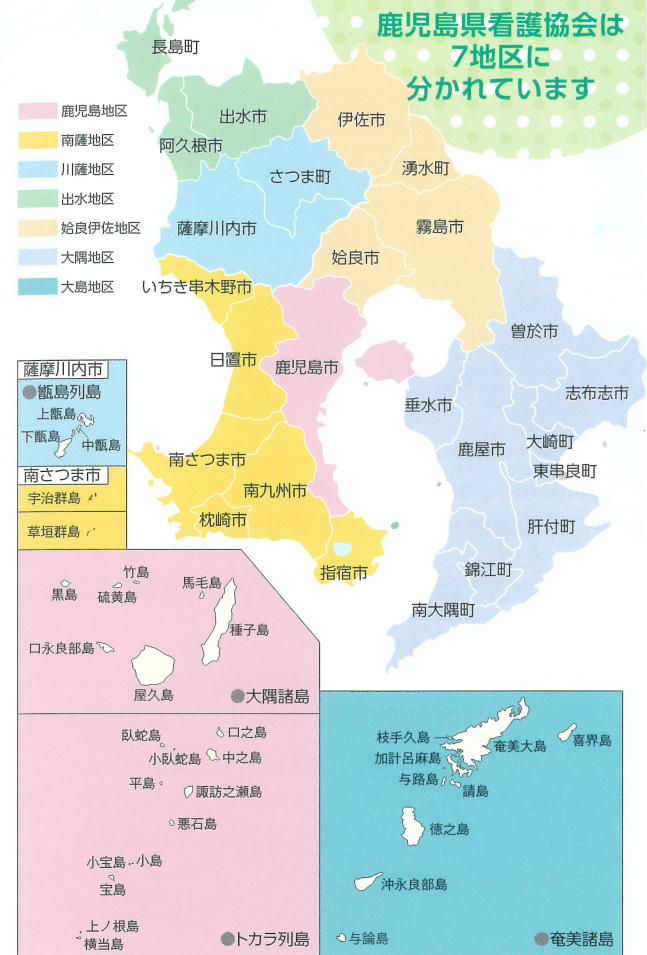 鹿児島県看護協会は
7地区に
分かれています
長島町
出水市
阿久根市
伊佐市
湧水町
さつま町
薩摩川内市
霧島市
姶良市
鹿児島地区
南薩地区
川薩地区
出水地区
姶良伊佐地区
大隅地区
大島地区
いちき串木野市
日置市
鹿児島市
曽於市
志布志市
垂水市
鹿屋市
大崎町
東串良町
肝付町
錦江町
南大隅町
南さつま市
南九州市
枕崎市
指宿市
薩摩川内市
●甑島列島
上甑島
下甑島
中甑島
南さつま市
宇治群島
草垣群島
竹島
黒島
硫黄島
馬毛島
種子島
口永良部島
屋久島
●大隅諸島
臥蛇島
口之島
小臥蛇島
中之島
平島
諏訪之瀬島
悪石島
小宝島
小島
宝島
上ノ根島
横当島
●トカラ列島
枝手久島
奄美大島
喜界島
加計呂麻島
与路島
請島
徳之島
沖永良部島
与論島
●奄美諸島